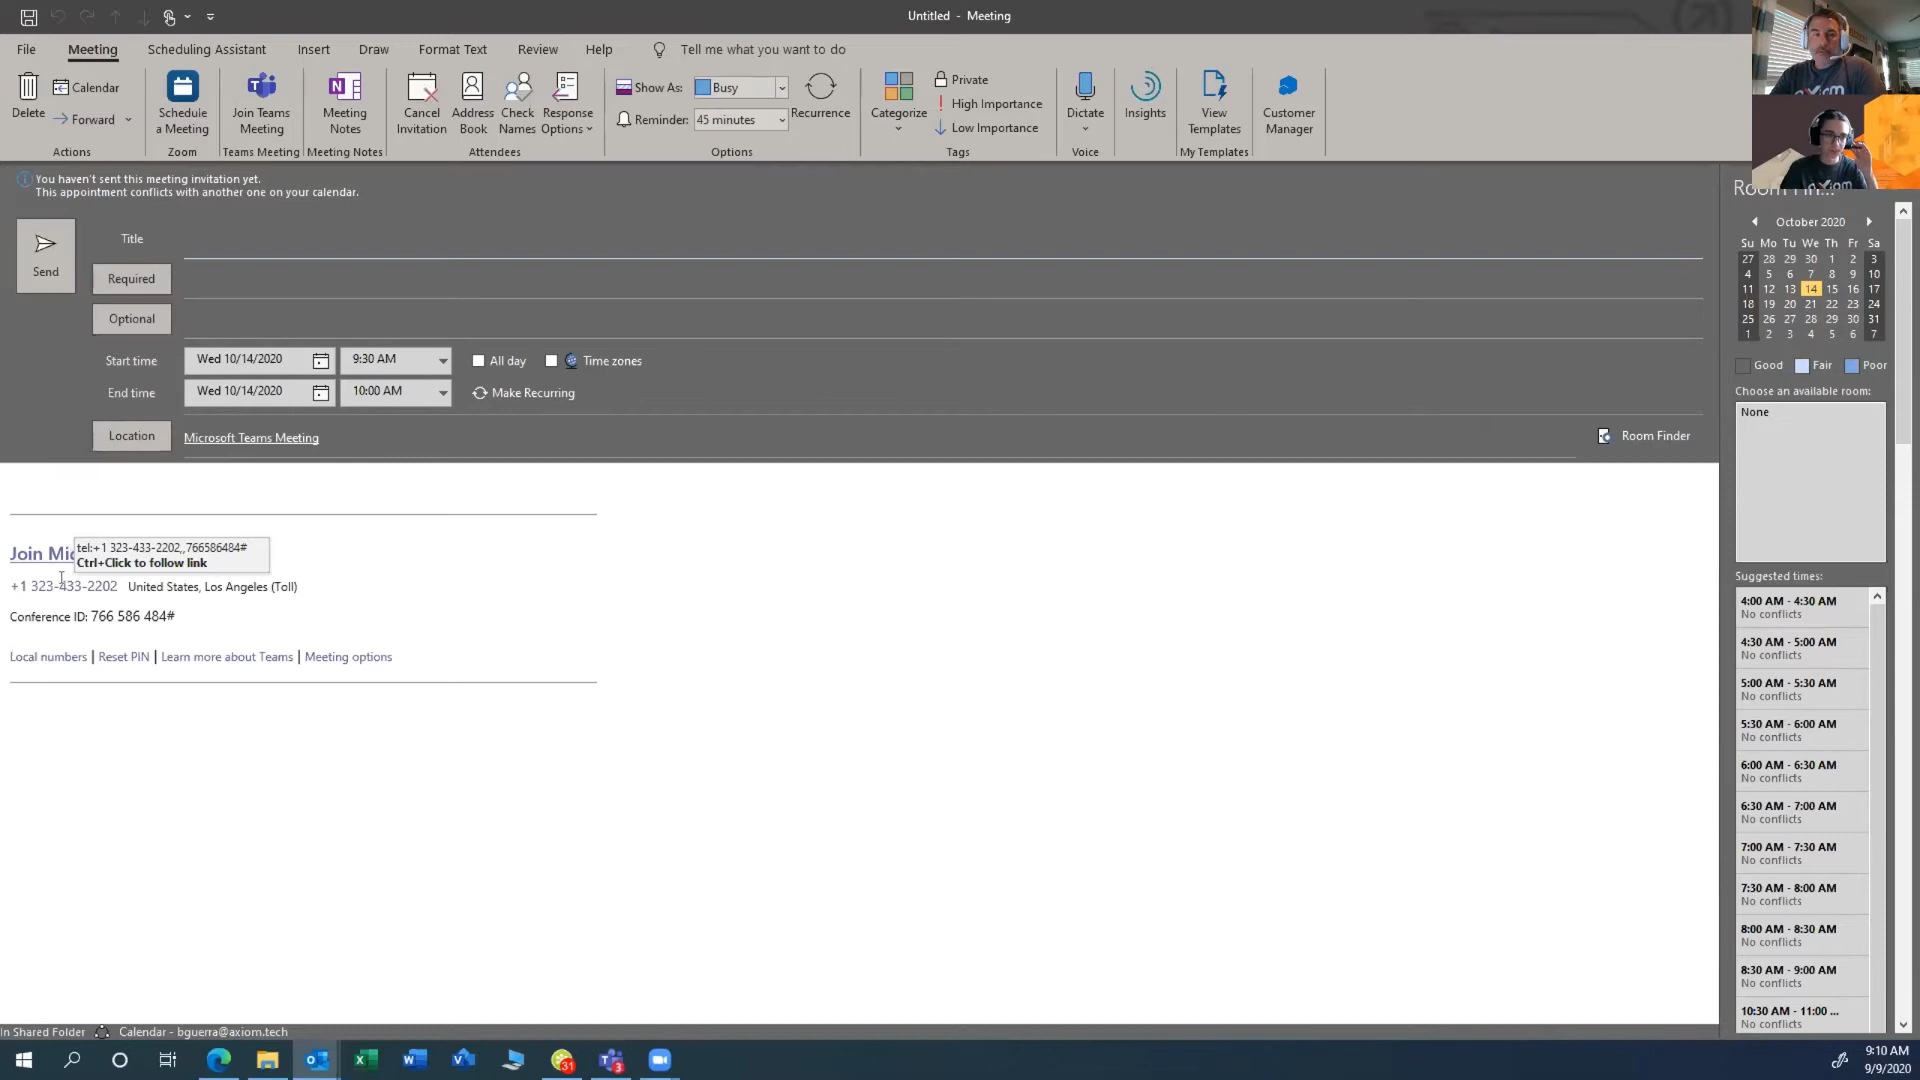 Untitled - Meeting
File Meeting Scheduling Assistant Insert Draw Format Text Review Help Tell me what you want to do
Delete
Calendar
Forward
Actions
Schedule
a Meeting
Zoom
Join Teams
Meeting
Teams Meeting
Meeting
Notes
Meeting Notes
Cancel
Invitation
Address
Book
Check
Names
Response
Options
Attendees
Show As: Busy
Reminder: 45 minutes
Recurrence
Options
Categorize
Private
High Importance
Low Importance
Tags
Dictate
Voice
Insights
View
Templates
My Templates
Customer
Manager
You haven't sent this meeting invitation yet.
This appointment conflicts with another one on your calendar.
Send
Title
Required
Optional
Start time Wed 10/14/2020 9:30 AM All day Time zones
End time Wed 10/14/2020 10:00 AM Make Recurring
Location Microsoft Teams Meeting Room Finder
Join Mic
tel:+1 323-433-2202,,766586484#
Ctrl+Click to follow link
+1 323-433-2202 United States, Los Angeles (Toll)
Conference ID: 766 586 484#
Local numbers | Reset PIN | Learn more about Teams | Meeting options
October 2020
Su Mo Tu We Th Fr Sa
27 28 29 30 1 2 3
4 5 6 7 8 9 10
11 12 13 14 15 16 17
18 19 20 21 22 23 24
25 26 27 28 29 30 31
1 2 3 4 5 6 7
Good Fair Poor
Choose an available room:
None
Suggested times:
4:00 AM - 4:30 AM
No conflicts
4:30 AM - 5:00 AM
No conflicts
5:00 AM - 5:30 AM
No conflicts
5:30 AM - 6:00 AM
No conflicts
6:00 AM - 6:30 AM
No conflicts
6:30 AM - 7:00 AM
No conflicts
7:00 AM - 7:30 AM
No conflicts
7:30 AM - 8:00 AM
No conflicts
8:00 AM - 8:30 AM
No conflicts
8:30 AM - 9:00 AM
No conflicts
10:30 AM - 11:00 ...
No conflicts
In Shared Folder Calendar - bguerra@axiom.tech
31
3
9:10 AM
9/9/2020